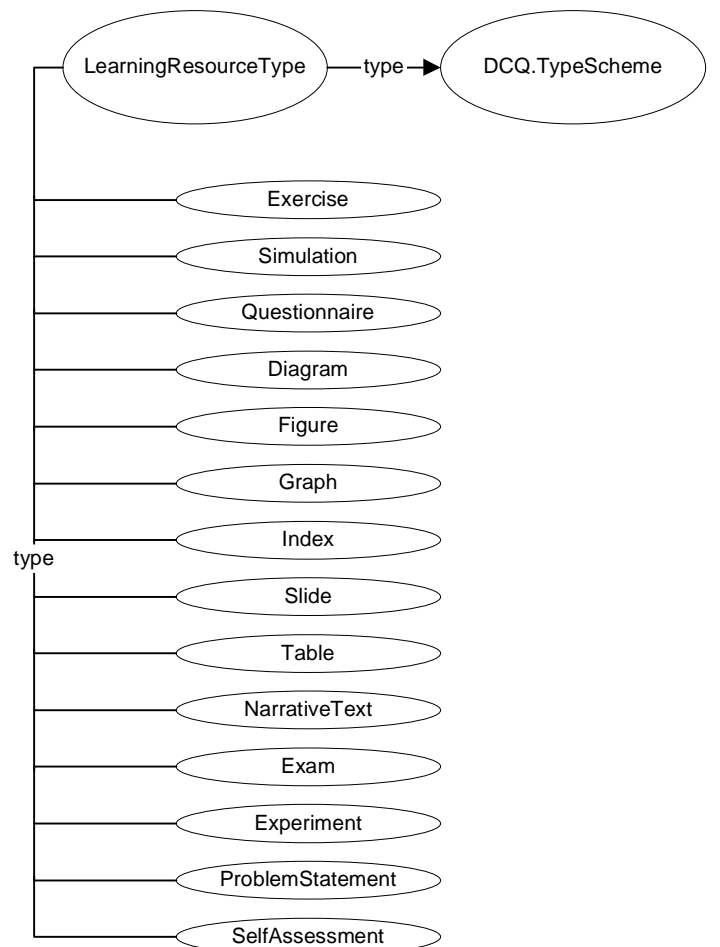 LearningResourceType
type
DCQ.TypeScheme
Exercise
Simulation
Questionnaire
Diagram
Figure
Graph
Index
type
Slide
Table
NarrativeText
Exam
Experiment
ProblemStatement
SelfAssessment